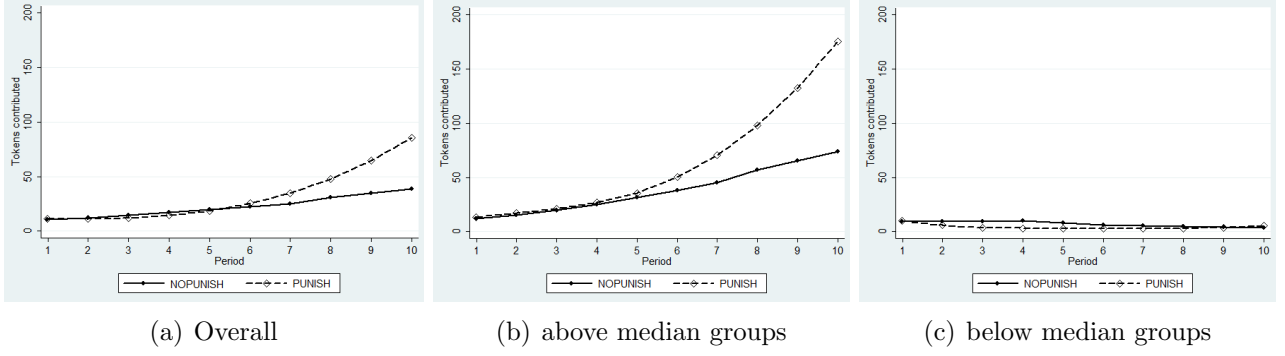 200
150
100
50
0
Tokens contributed
1 2 3 4 5 6 7 8 9 10
Period
NOPUNISH PUNISH
(a) Overall
200
150
100
50
0
Tokens contributed
1 2 3 4 5 6 7 8 9 10
Period
NOPUNISH PUNISH
(b) above median groups
200
150
100
50
0
Tokens contributed
1 2 3 4 5 6 7 8 9 10
Period
NOPUNISH PUNISH
(c) below median groups